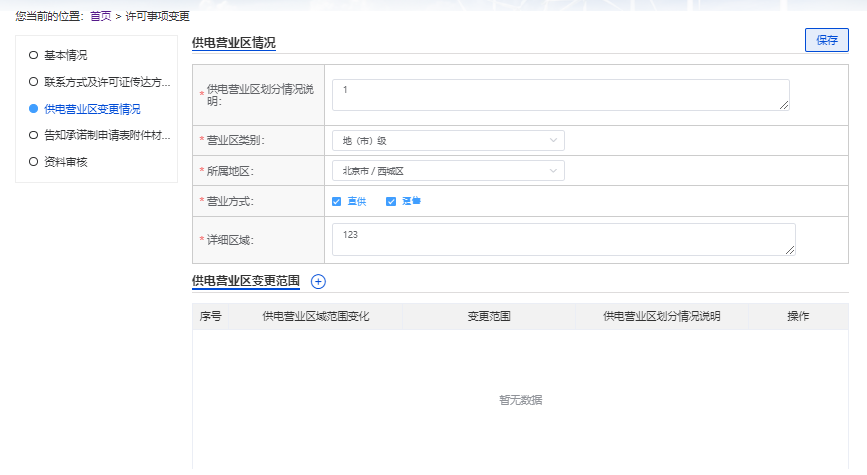 您当前的位置：首页 > 许可事项变更
基本情况
联系方式及许可证传达方...
供电营业区变更情况
告知承诺制申请表附件材...
资料审核
供电营业区情况
保存
* 供电营业区划分情况说明：
1
* 营业区类别：
地（市）级
* 所属地区：
北京市 / 西城区
* 营业方式：
直供
趸售
* 详细区域：
123
供电营业区变更范围
序号 供电营业区域范围变化 变更范围 供电营业区划分情况说明 操作
暂无数据